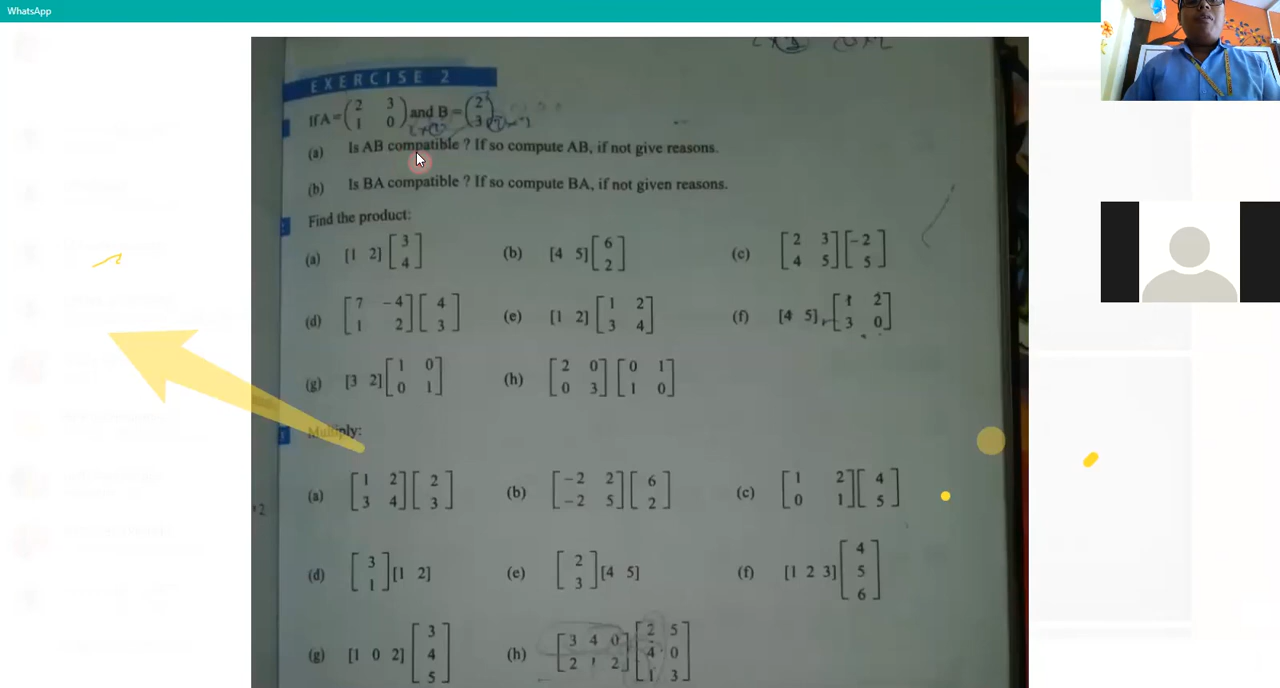 WhatsApp
EXERCISE 2
If A = (2 3
1 0) and B = (2
3)
(a) Is AB compatible ? If so compute AB, if not give reasons.
(b) Is BA compatible ? If so compute BA, if not given reasons.
Find the product:
(a) [1 2] [3
4]
(b) [4 5] [6
2]
(c) [2 3
4 5] [-2
5]
(d) [7 -4
1 2] [4
3]
(e) [1 2] [1 2
3 4]
(f) [4 5], [1 2
3 0]
(g) [3 2] [1 0
0 1]
(h) [2 0
0 3] [0 1
1 0]
Multiply:
(a) [1 2
3 4] [2
3]
(b) [-2 2
-2 5] [6
2]
(c) [1 2
0 1] [4
5]
(d) [3
1] [1 2]
(e) [2
3] [4 5]
(f) [1 2 3] [4
5
6]
(g) [1 0 2] [3
4
5]
(h) [3 4 0
2 1 2] [2 5
4 0
1 3]